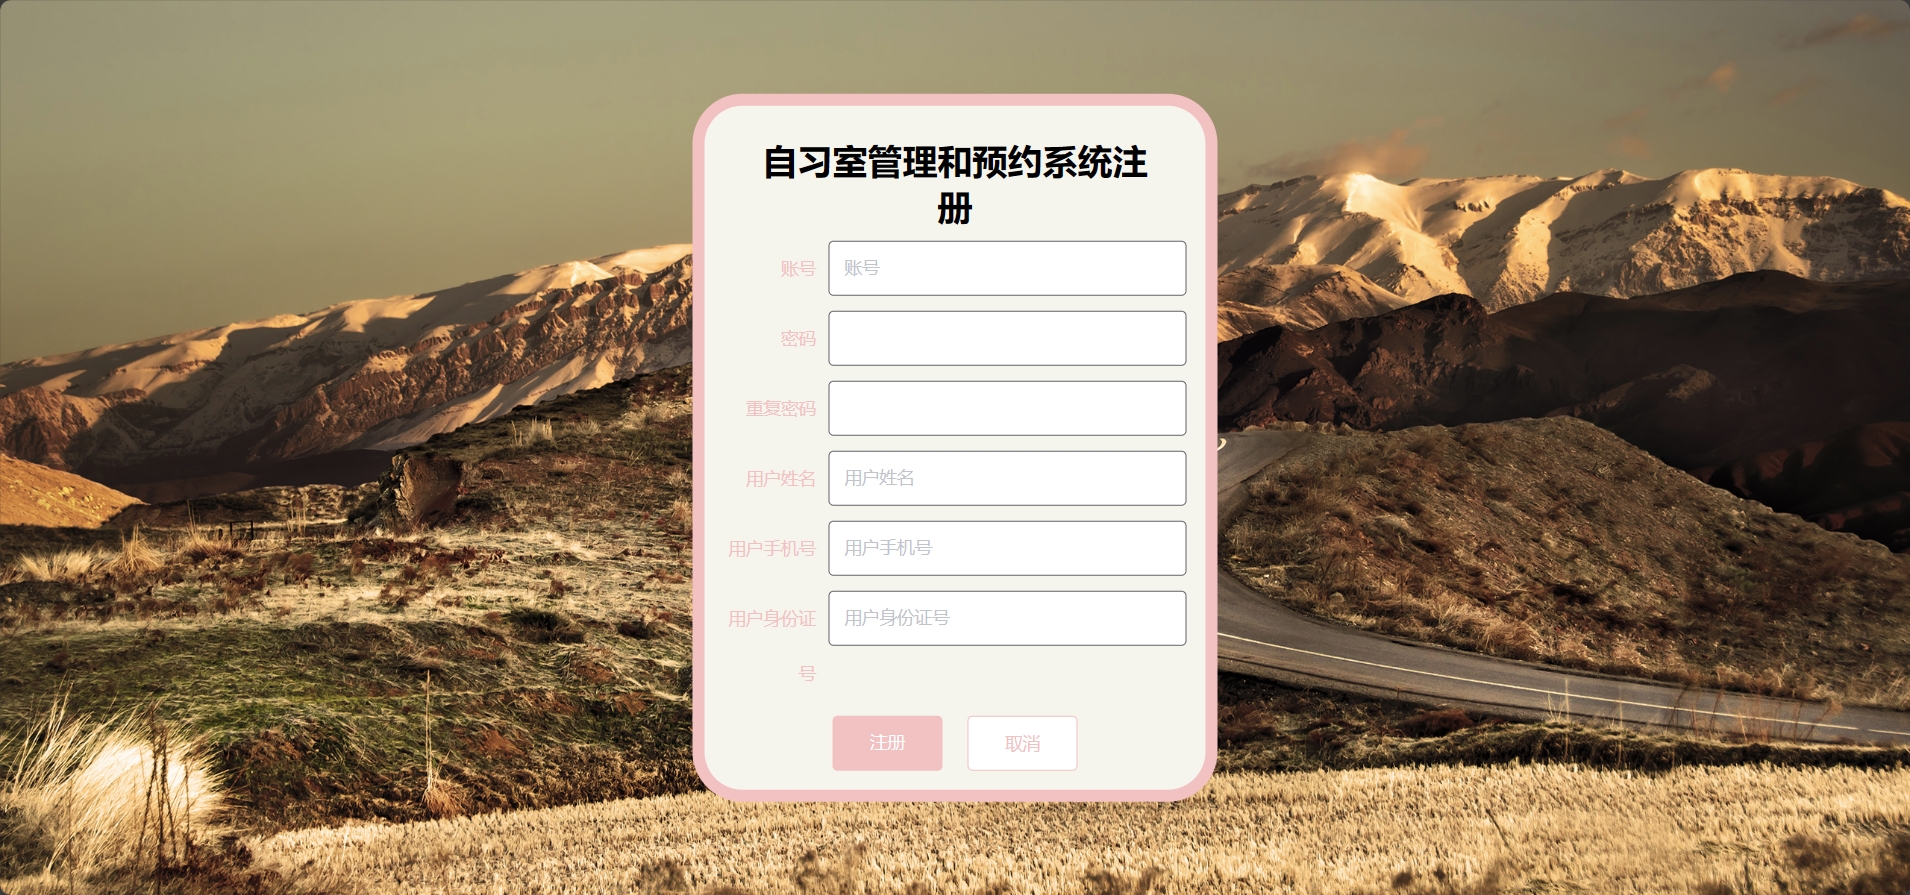 自习室管理和预约系统注
册
账号 账号
密码
重复密码
用户姓名 用户姓名
用户手机号 用户手机号
用户身份证 用户身份证号
号
注册 取消